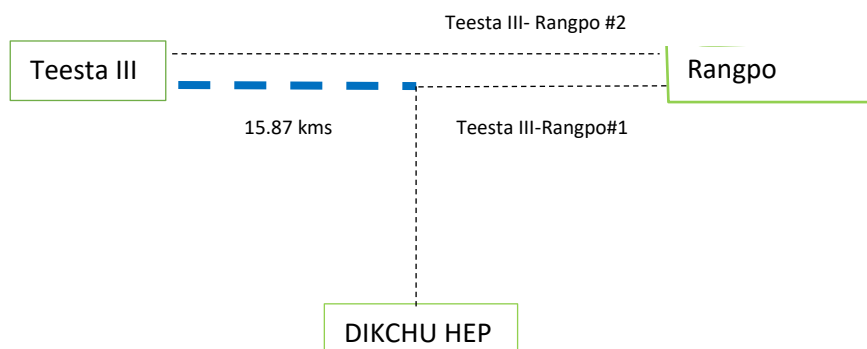 Teesta III- Rangpo #2
Teesta III
Rangpo
15.87 kms
Teesta III-Rangpo#1
DIKCHU HEP